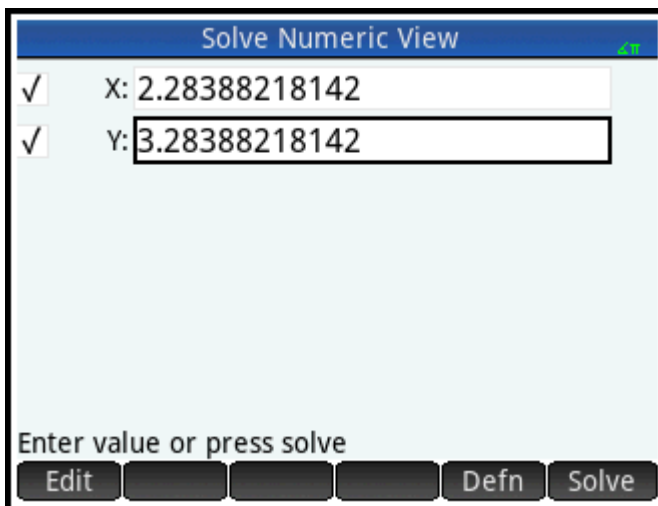 Solve Numeric View
∡π
√ X: 2.28388218142
√ Y: 3.28388218142
Enter value or press solve
Edit Defn Solve